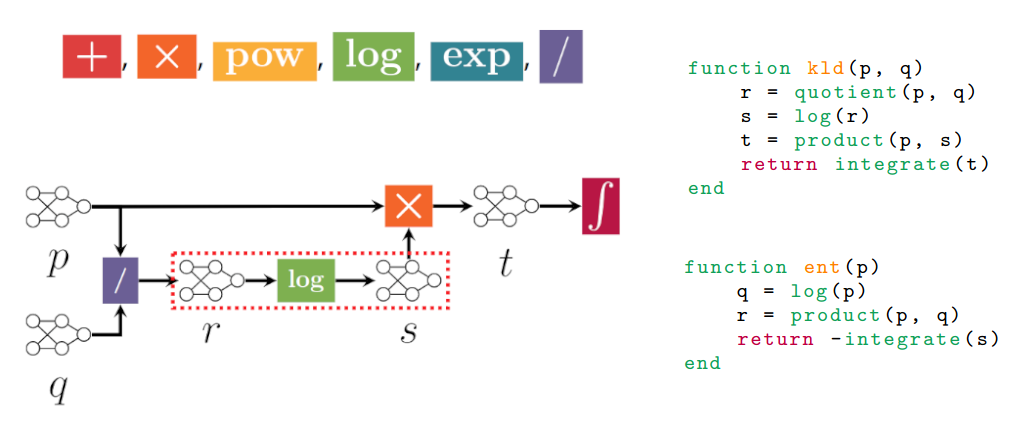 +, ×, pow, log, exp, /
function kld(p, q)
r = quotient(p, q)
s = log(r)
t = product(p, s)
return integrate(t)
end
p
/
q
r
log
s
×
t
∫
function ent(p)
q = log(p)
r = product(p, q)
return -integrate(s)
end